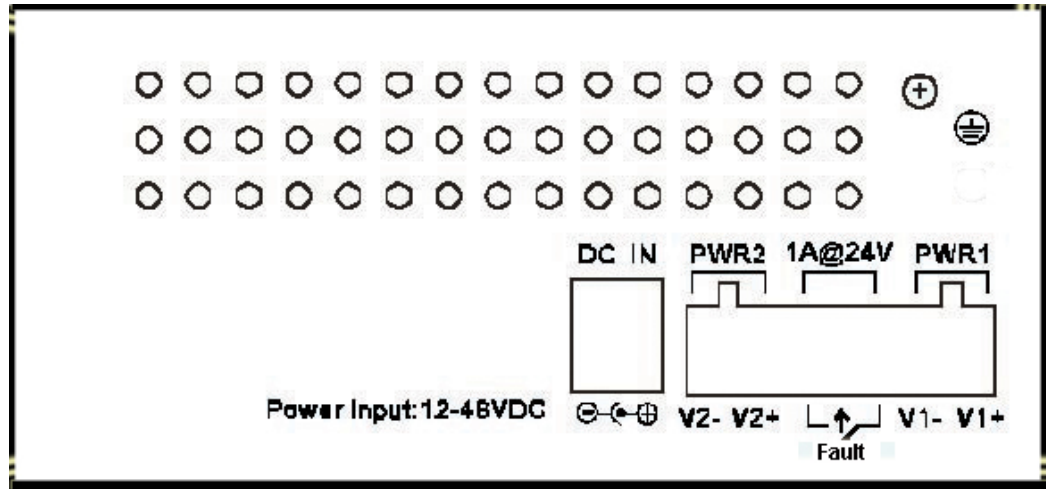 DC IN PWR2 1A@24V PWR1
Power Input:12-48VDC
V2- V2+ V1- V1+
Fault